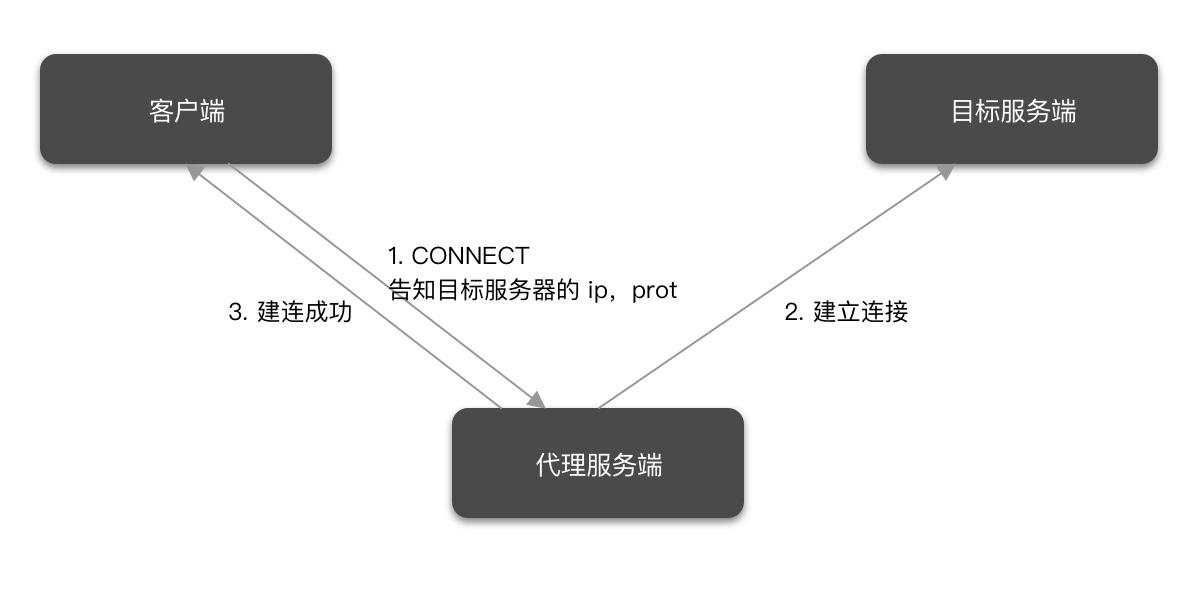 客户端
目标服务端
1. CONNECT
告知目标服务器的 ip，prot
3. 建连成功
2. 建立连接
代理服务端